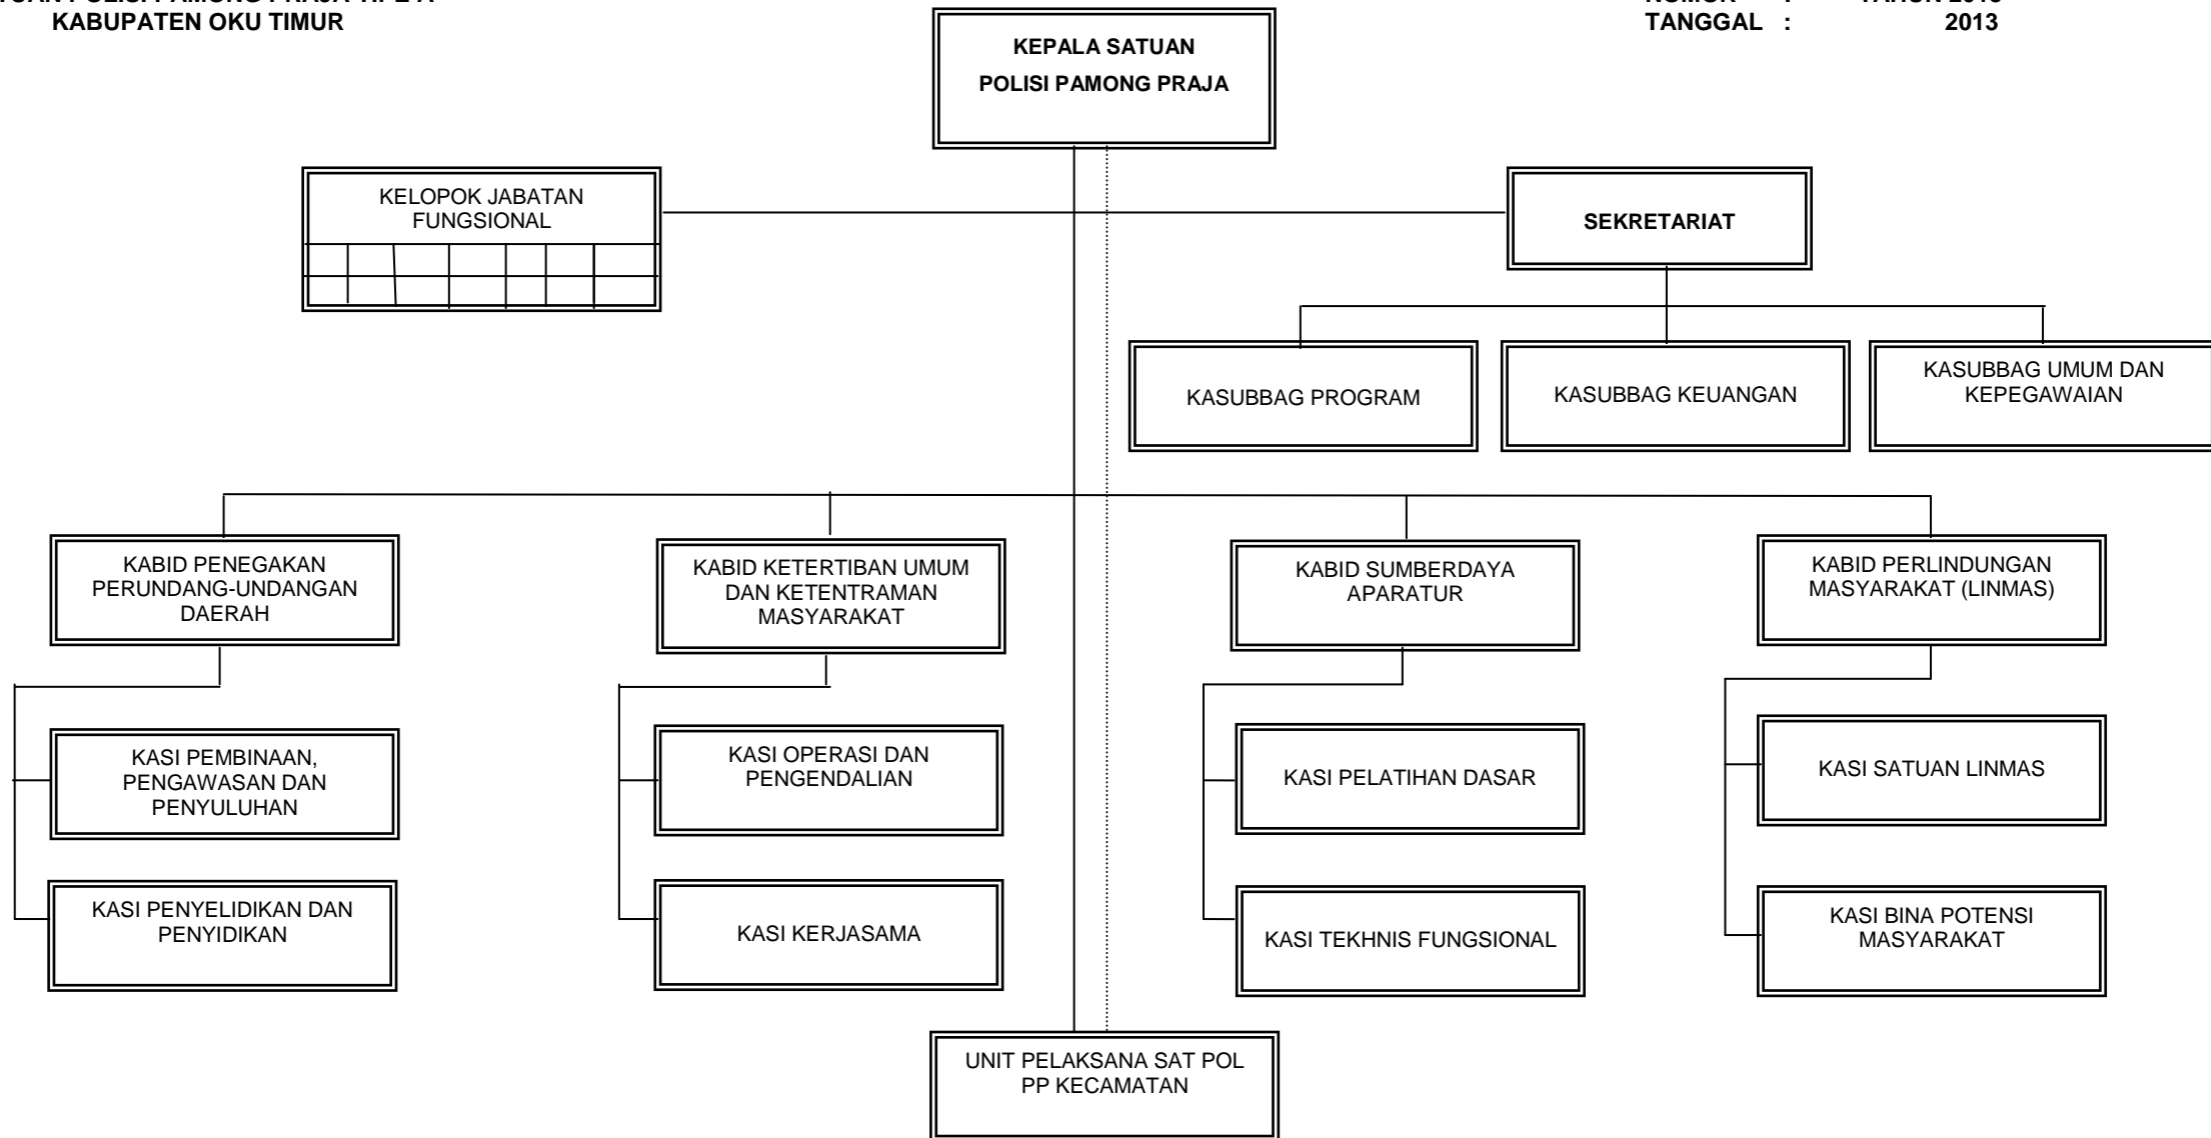 KABUPATEN OKU TIMUR
TANGGAL : 2013
KEPALA SATUAN
POLISI PAMONG PRAJA
KELOPOK JABATAN
FUNGSIONAL
SEKRETARIAT
KASUBBAG PROGRAM
KASUBBAG KEUANGAN
KASUBBAG UMUM DAN
KEPEGAWAIAN
KABID PENEGAKAN
PERUNDANG-UNDANGAN
DAERAH
KABID KETERTIBAN UMUM
DAN KETENTRAMAN
MASYARAKAT
KABID SUMBERDAYA
APARATUR
KABID PERLINDUNGAN
MASYARAKAT (LINMAS)
KASI PEMBINAAN,
PENGAWASAN DAN
PENYULUHAN
KASI OPERASI DAN
PENGENDALIAN
KASI PELATIHAN DASAR
KASI SATUAN LINMAS
KASI PENYELIDIKAN DAN
PENYIDIKAN
KASI KERJASAMA
KASI TEKHNIS FUNGSIONAL
KASI BINA POTENSI
MASYARAKAT
UNIT PELAKSANA SAT POL
PP KECAMATAN